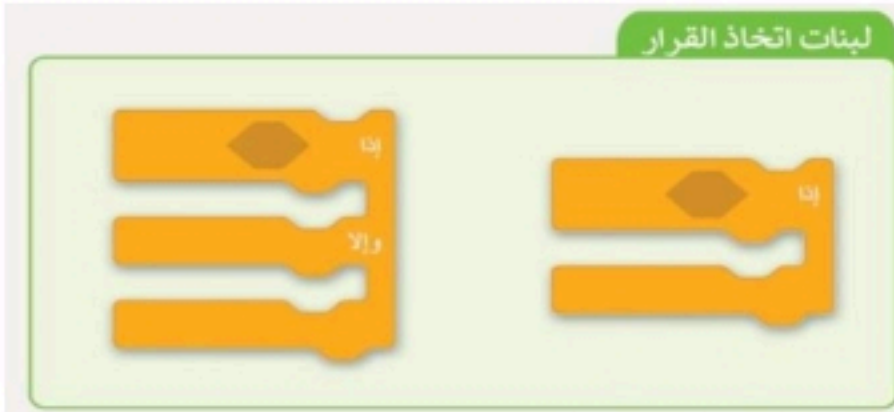 لبنات اتخاذ القرار
إذا
إذا
وإلا